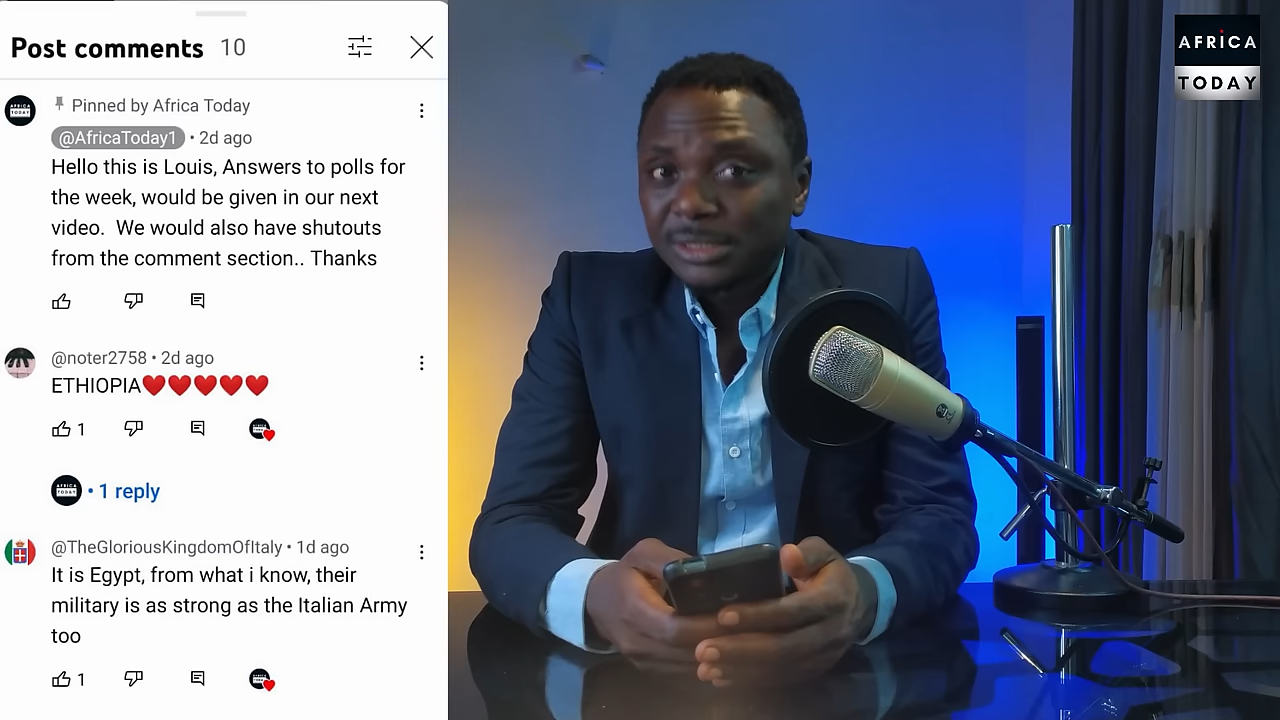 Post comments 10
Pinned by Africa Today
@AfricaToday1 • 2d ago
Hello this is Louis, Answers to polls for
the week, would be given in our next
video.  We would also have shutouts
from the comment section.. Thanks
@noter2758 • 2d ago
ETHIOPIA❤️❤️❤️❤️❤️
1
• 1 reply
@TheGloriousKingdomOfItaly • 1d ago
It is Egypt, from what i know, their
military is as strong as the Italian Army
too
1
AFRICA
TODAY